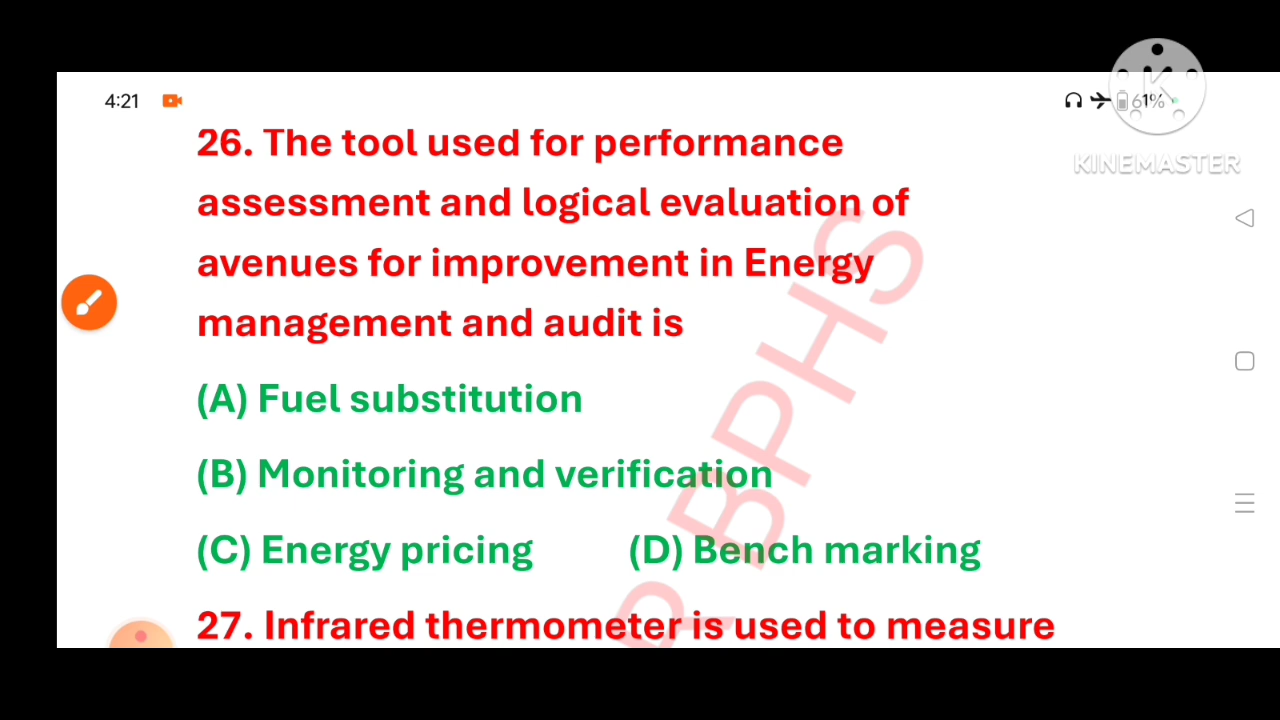 4:21
61%
KINEMASTER
26. The tool used for performance
assessment and logical evaluation of
avenues for improvement in Energy
management and audit is
(A) Fuel substitution
(B) Monitoring and verification
(C) Energy pricing (D) Bench marking
27. Infrared thermometer is used to measure
R BPHS